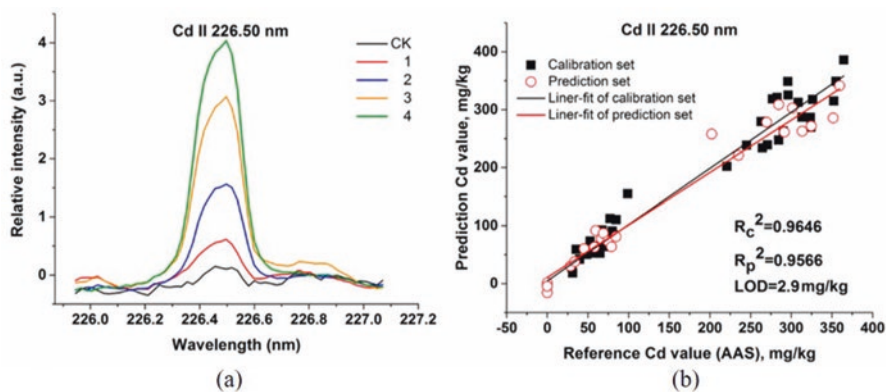 Cd II 226.50 nm
CK
1
2
3
4
Relative intensity (a.u.)
4
3
2
1
0
226.0 226.2 226.4 226.6 226.8 227.0 227.2
Wavelength (nm)
(a)
Cd II 226.50 nm
Calibration set
Prediction set
Liner-fit of calibration set
Liner-fit of prediction set
Prediction Cd value, mg/kg
400
300
200
100
0
Rc²=0.9646
Rp²=0.9566
LOD=2.9mg/kg
-50 0 50 100 150 200 250 300 350 400
Reference Cd value (AAS), mg/kg
(b)